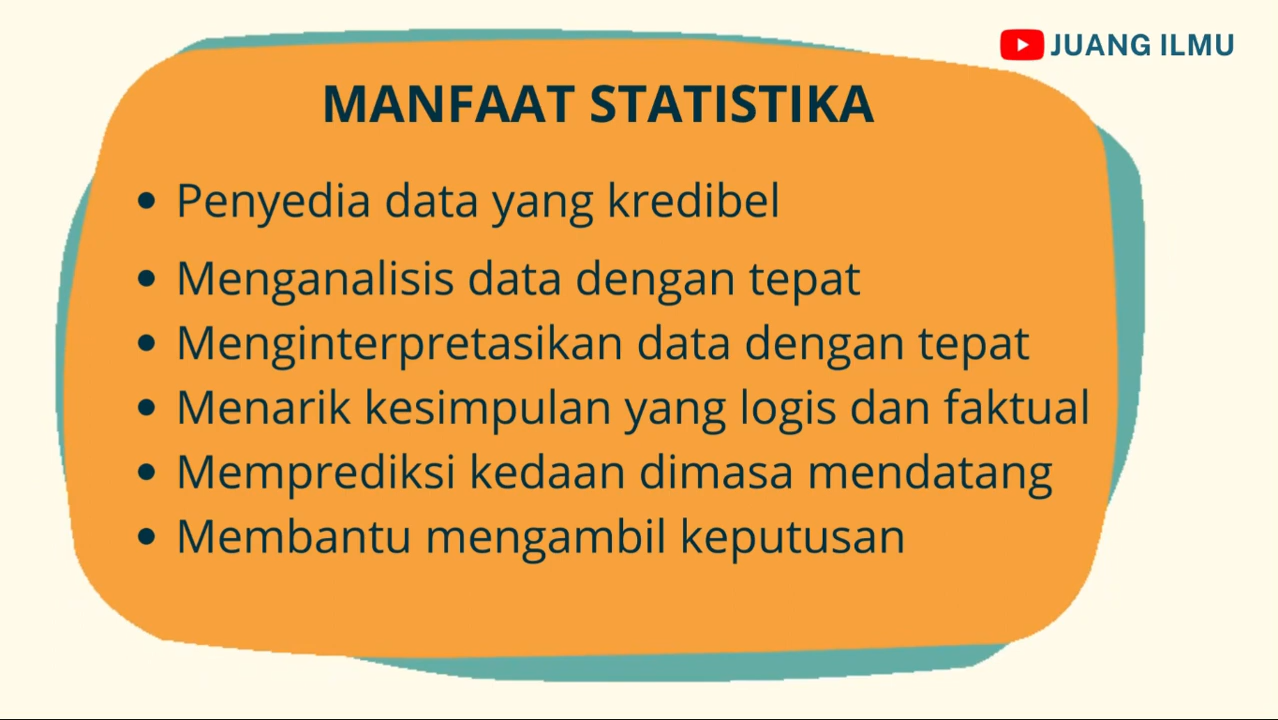 JUANG ILMU
MANFAAT STATISTIKA
• Penyedia data yang kredibel
• Menganalisis data dengan tepat
• Menginterpretasikan data dengan tepat
• Menarik kesimpulan yang logis dan faktual
• Memprediksi kedaan dimasa mendatang
• Membantu mengambil keputusan